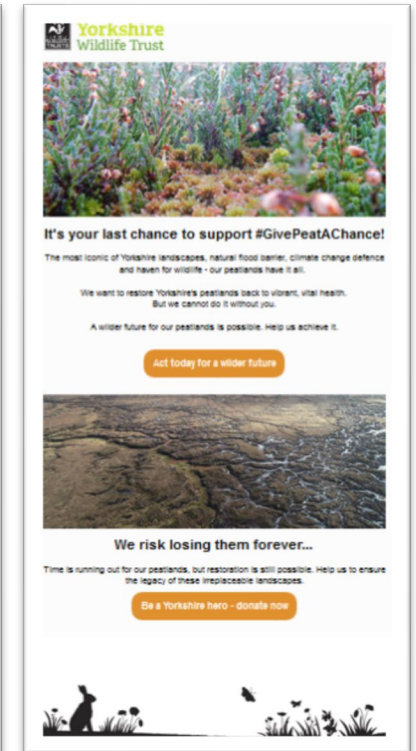 Yorkshire
Wildlife Trust
It's your last chance to support #GivePeatAChance!
The most iconic of Yorkshire landscapes, natural flood barrier, climate change defence
and haven for wildlife - our peatlands have it all.
We want to restore Yorkshire's peatlands back to vibrant, vital health.
But we cannot do it without you.
A wilder future for our peatlands is possible. Help us achieve it.
Act today for a wilder future
We risk losing them forever...
Time is running out for our peatlands, but restoration is still possible. Help us to ensure
the legacy of these irreplaceable landscapes.
Be a Yorkshire hero - donate now